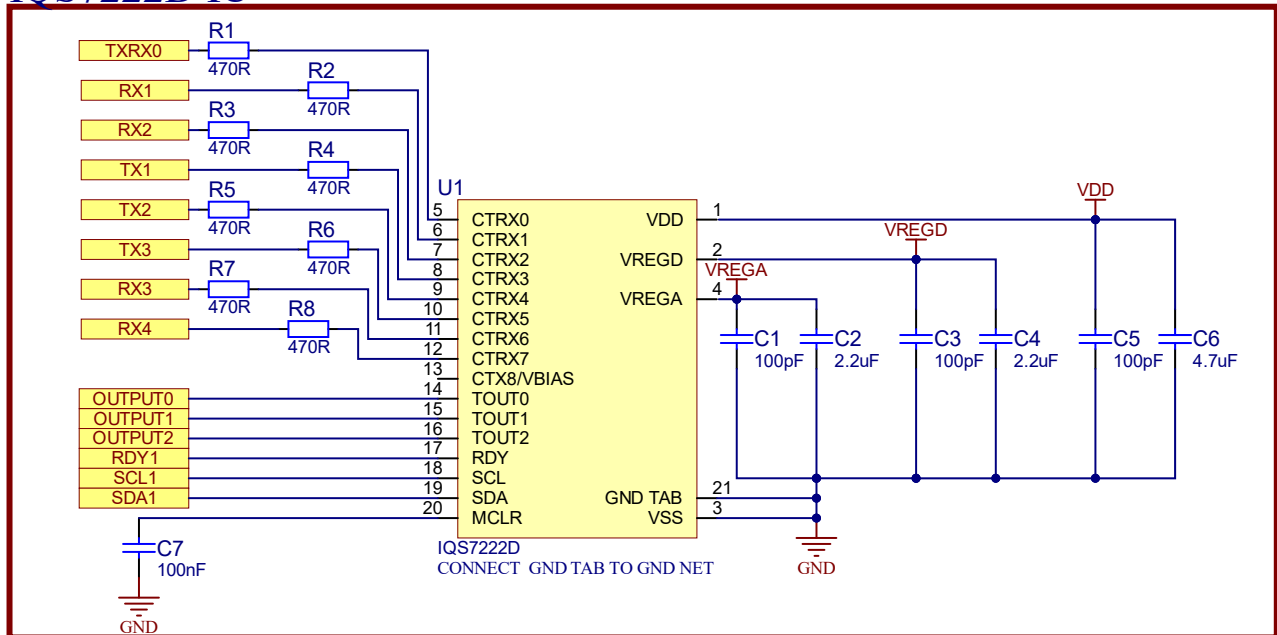 IQS7222D IC
TXRX0
R1
470R
RX1
R2
470R
RX2
R3
470R
TX1
R4
470R
TX2
R5
470R
TX3
R6
470R
RX3
R7
470R
RX4
R8
470R
OUTPUT0
OUTPUT1
OUTPUT2
RDY1
SCL1
SDA1
C7
100nF
GND
U1
5 CTRX0
6 CTRX1
7 CTRX2
8 CTRX3
9 CTRX4
10 CTRX5
11 CTRX6
12 CTRX7
13 CTX8/VBIAS
14 TOUT0
15 TOUT1
16 TOUT2
17 RDY
18 SCL
19 SDA
20 MCLR
VDD 1
VREGD 2
VREGA 4
GND TAB 21
VSS 3
IQS7222D
CONNECT GND TAB TO GND NET
VREGA
VREGD
VDD
C1
100pF
C2
2.2uF
C3
100pF
C4
2.2uF
C5
100pF
C6
4.7uF
GND